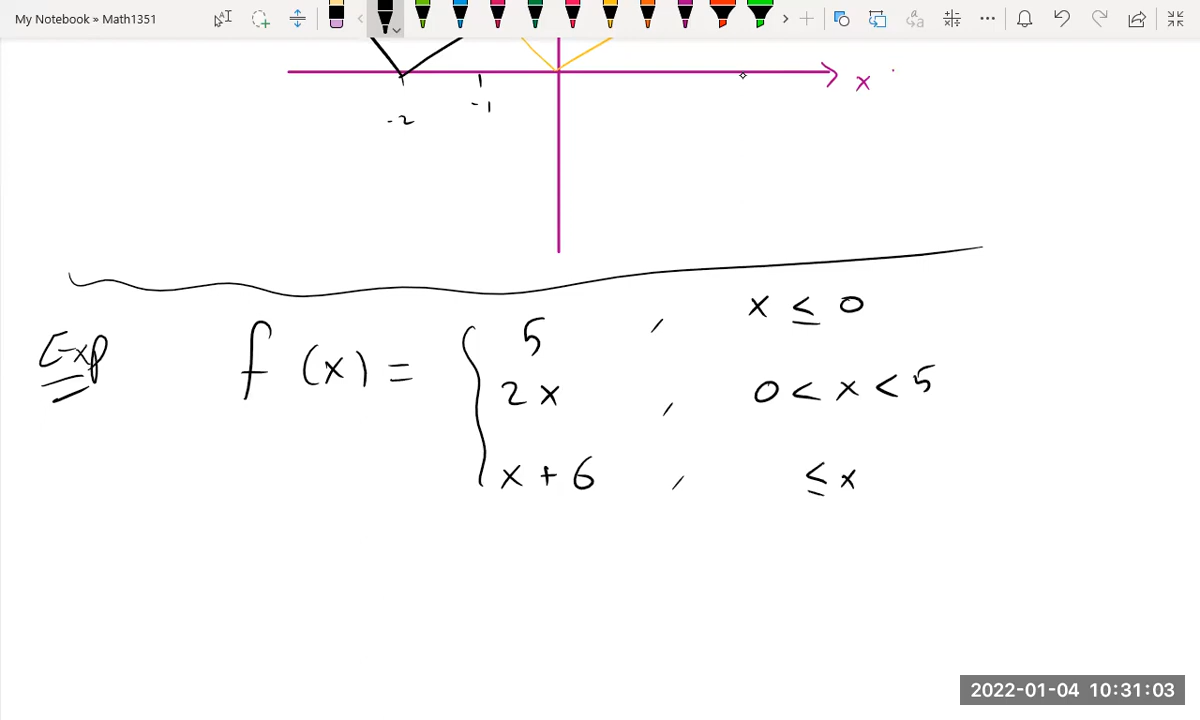 My Notebook » Math1351
x
-2
-1
Exp f(x) = { 5 , x ≤ 0
2x , 0 < x < 5
x + 6 , ≤ x
2022-01-04 10:31:03